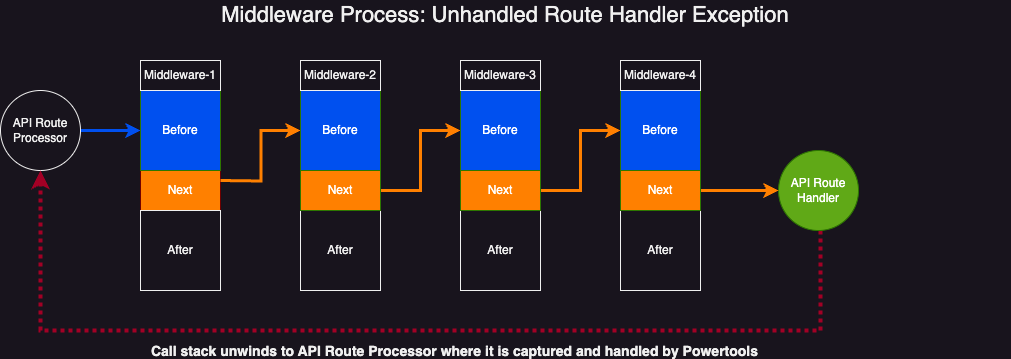 Middleware Process: Unhandled Route Handler Exception
Middleware-1
Middleware-2
Middleware-3
Middleware-4
API Route
Processor
Before
Before
Before
Before
Next
Next
Next
Next
API Route
Handler
After
After
After
After
Call stack unwinds to API Route Processor where it is captured and handled by Powertools